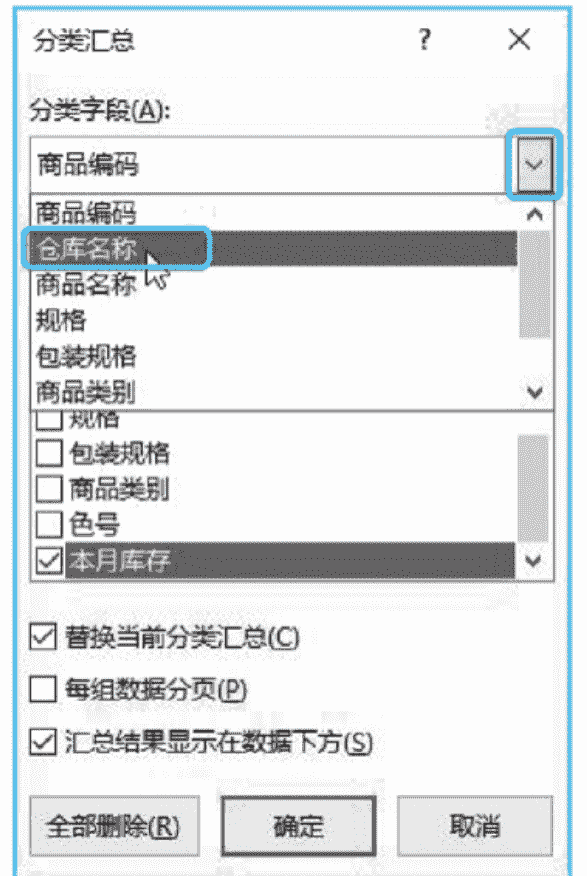 分类汇总 ?
分类字段(A):
商品编码
商品编码
仓库名称
商品名称
规格
包装规格
商品类别
规格
包装规格
商品类别
色号
本月库存
替换当前分类汇总(C)
每组数据分页(P)
汇总结果显示在数据下方(S)
全部删除(R) 确定 取消